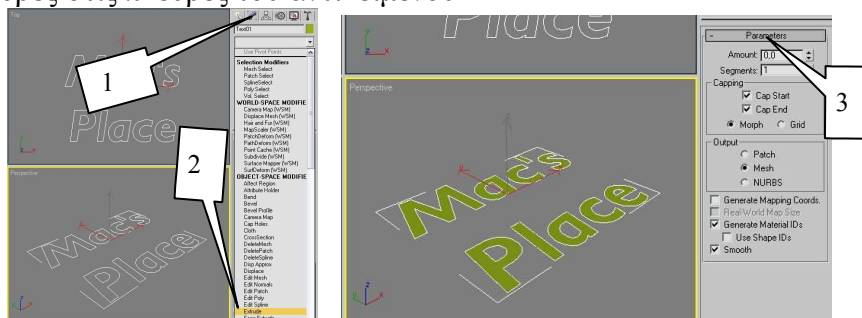 Top
Text01
Use Pivot Points
Selection Modifiers
Mesh Select
Patch Select
SplineSelect
Poly Select
Vol. Select
WORLD-SPACE MODIFIE
Camera Map (WSM)
Displace Mesh (WSM)
Hair and Fur (WSM)
MapScaler (WSM)
PatchDeform (WSM)
PathDeform (WSM)
Point Cache (WSM)
Subdivide (WSM)
Surface Mapper (WSM)
SurfDeform (WSM)
OBJECT-SPACE MODIFIE
Affect Region
Attribute Holder
Bend
Bevel
Bevel Profile
Camera Map
Cap Holes
Cloth
CrossSection
DeleteMesh
DeletePatch
DeleteSpline
Disp Approx
Displace
Edit Mesh
Edit Normals
Edit Patch
Edit Poly
Edit Spline
Extrude
1
2
Place
Perspective
Mac's
Place
Place
Perspective
Mac's
Place
Parameters
Amount: 0,0
Segments: 1
Capping
Cap Start
Cap End
Morph Grid
Output
Patch
Mesh
NURBS
Generate Mapping Coords.
Real-World Map Size
Generate Material IDs
Use Shape IDs
Smooth
3